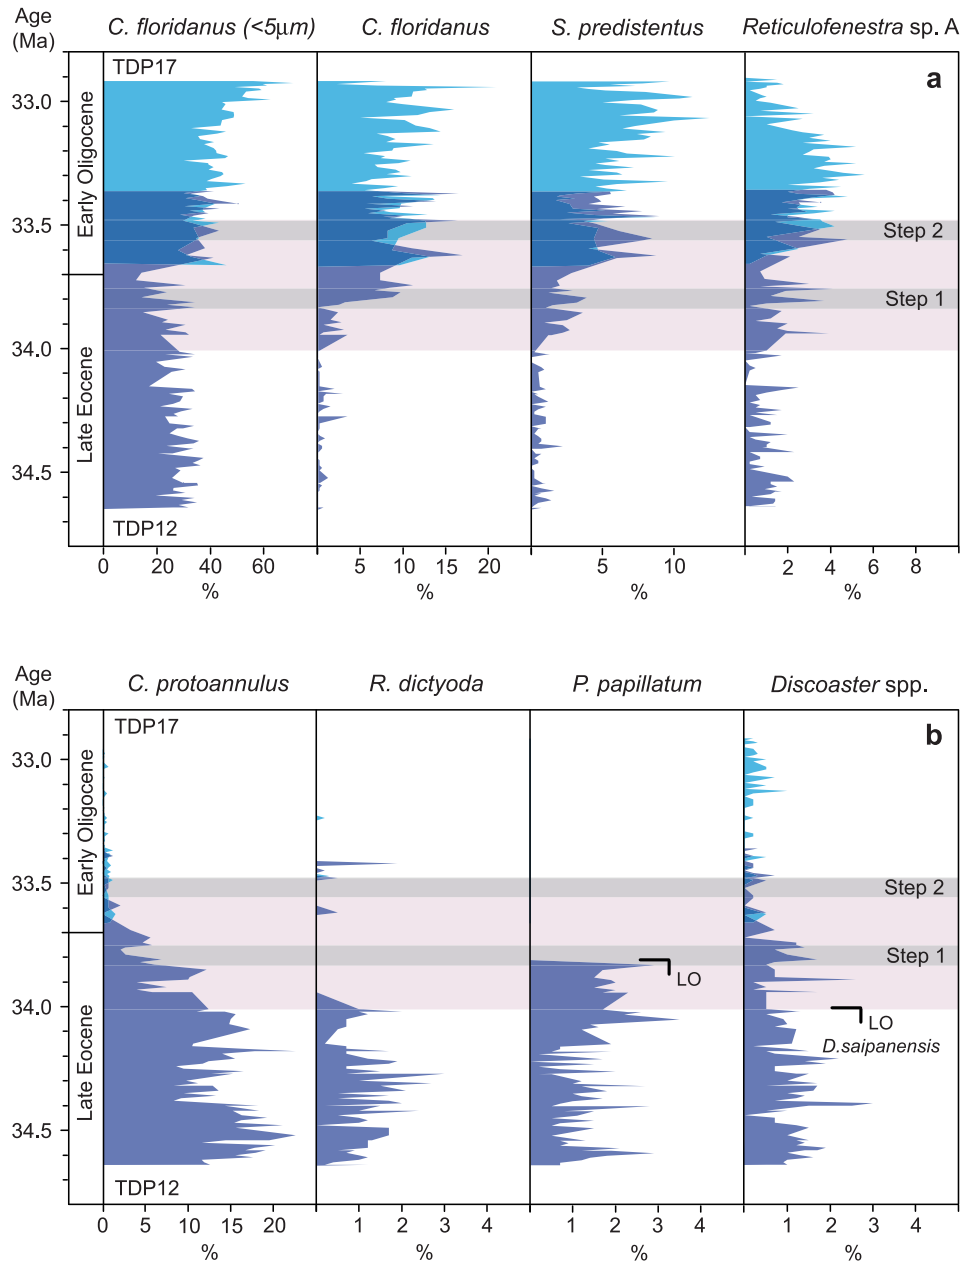 Age
(Ma)
C. floridanus (<5μm)
C. floridanus
S. predistentus
Reticulofenestra sp. A
TDP17
a
33.0
Early Oligocene
33.5
Step 2
Step 1
34.0
Late Eocene
34.5
TDP12
0 20 40 60
5 10 15 20
5 10
2 4 6 8
% % % %
Age
(Ma)
C. protoannulus
R. dictyoda
P. papillatum
Discoaster spp.
TDP17
b
33.0
Early Oligocene
33.5
Step 2
Step 1
LO
34.0
LO
D.saipanensis
Late Eocene
34.5
TDP12
0 5 10 15 20
1 2 3 4
1 2 3 4
1 2 3 4 5
% % % %